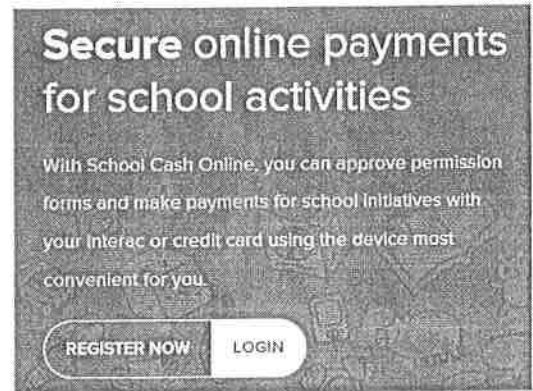 Secure online payments
for school activities
With School Cash Online, you can approve permission
forms and make payments for school initiatives with
your Interac or credit card using the device most
convenient for you.
REGISTER NOW LOGIN